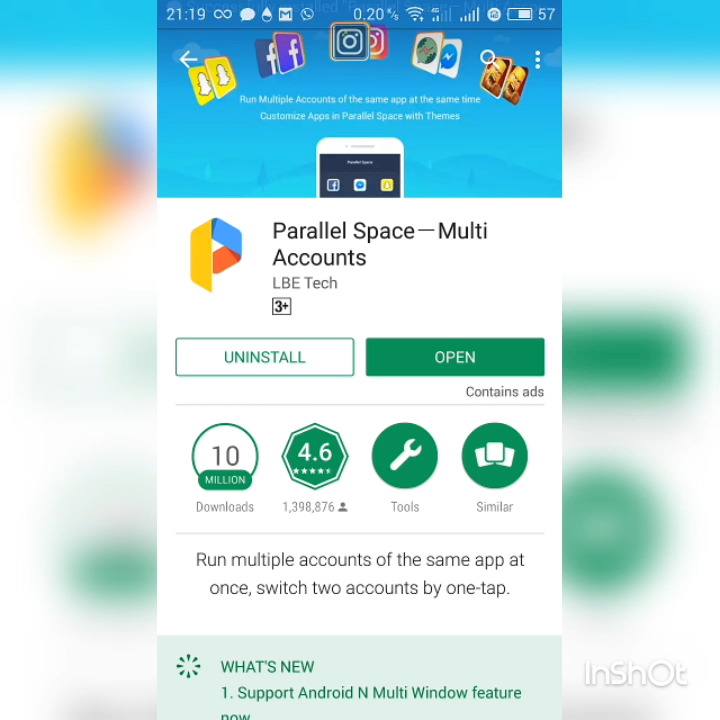 21:19 0.20 K/s 57
Run Multiple Accounts of the same app at the same time
Customize Apps in Parallel Space with Themes
Parallel Space
Parallel Space—Multi
Accounts
LBE Tech
3+
UNINSTALL
OPEN
Contains ads
10
MILLION
4.6
Downloads
1,398,876
Tools
Similar
Run multiple accounts of the same app at
once, switch two accounts by one-tap.
WHAT'S NEW
1. Support Android N Multi Window feature
now
InShOt